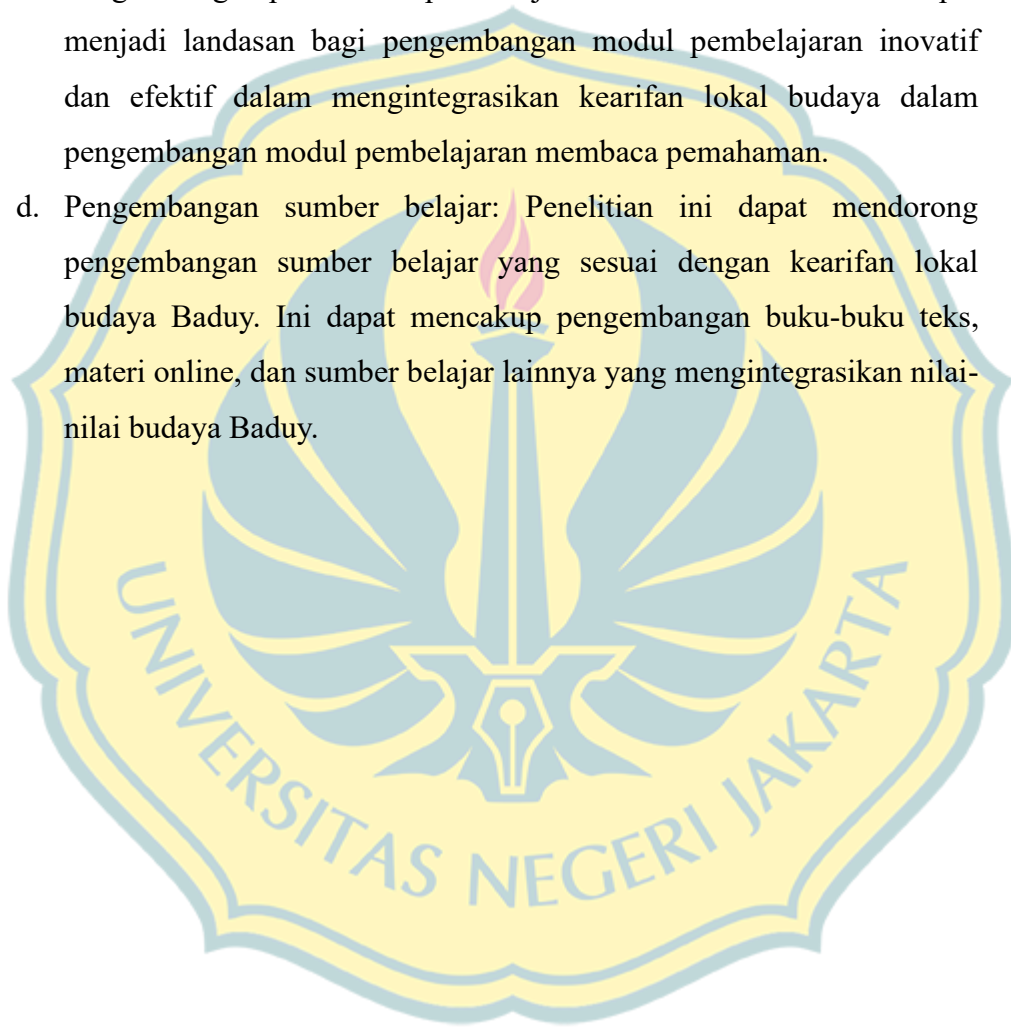 menjadi landasan bagi pengembangan modul pembelajaran inovatif
dan efektif dalam mengintegrasikan kearifan lokal budaya dalam
pengembangan modul pembelajaran membaca pemahaman.
d. Pengembangan sumber belajar: Penelitian ini dapat mendorong
pengembangan sumber belajar yang sesuai dengan kearifan lokal
budaya Baduy. Ini dapat mencakup pengembangan buku-buku teks,
materi online, dan sumber belajar lainnya yang mengintegrasikan nilai-
nilai budaya Baduy.
UNIVERSITAS NEGERI JAKARTA